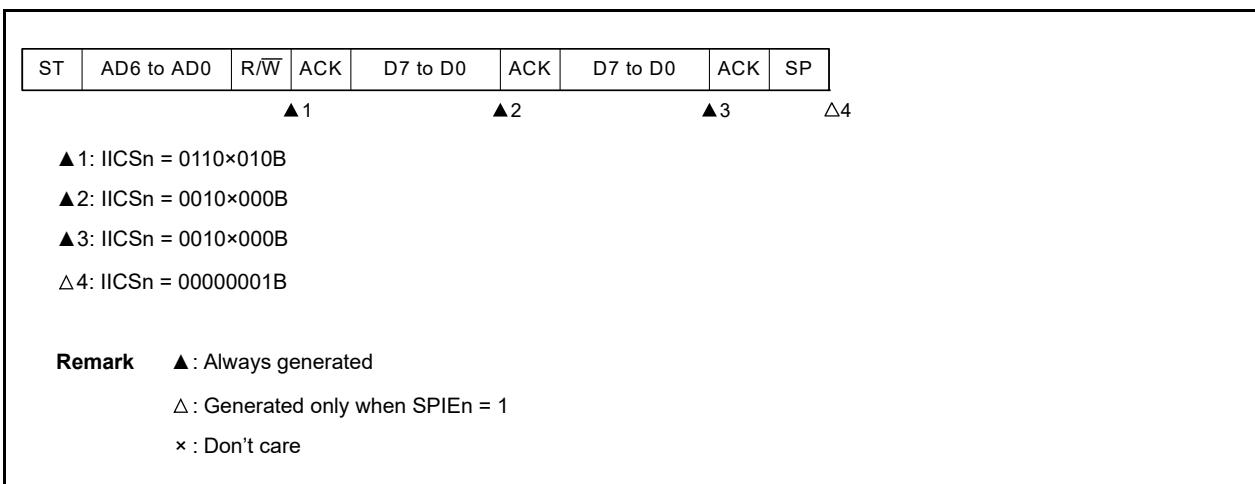 ST AD6 to AD0 R/W̅ ACK D7 to D0 ACK D7 to D0 ACK SP
▲1 ▲2 ▲3 △4
▲1: IICSn = 0110×010B
▲2: IICSn = 0010×000B
▲3: IICSn = 0010×000B
△4: IICSn = 00000001B
Remark ▲: Always generated
△: Generated only when SPIEn = 1
×: Don't care